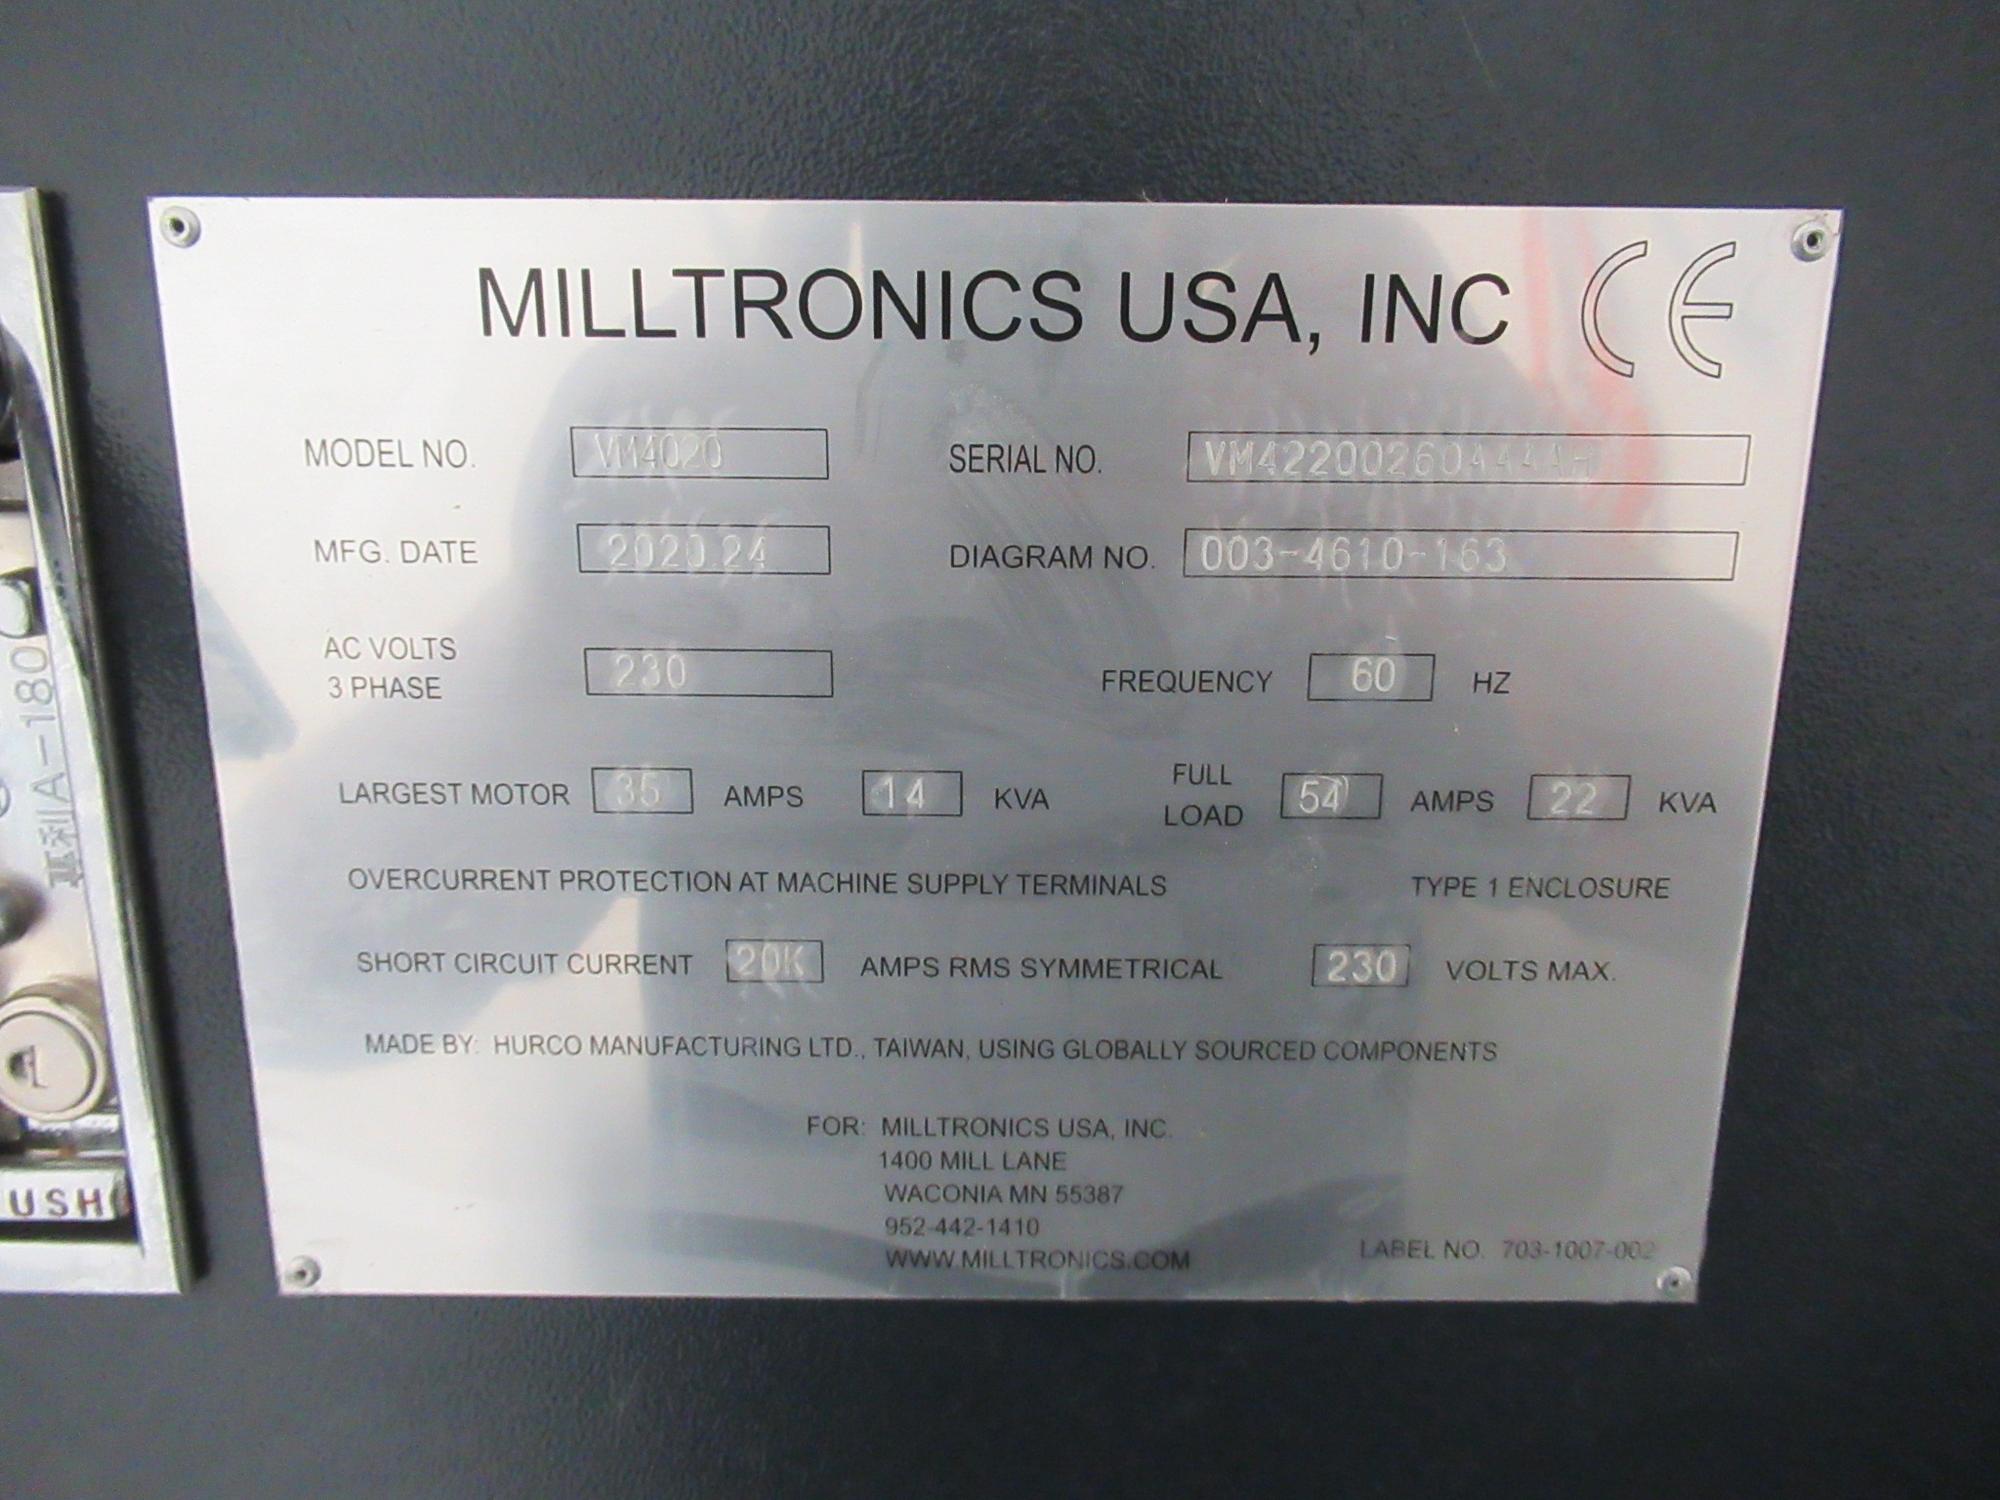 MILLTRONICS USA, INC CE
MODEL NO. VM4020 SERIAL NO. VM42200260AAAAH
MFG. DATE 2020.24 DIAGRAM NO. 003-4610-163
AC VOLTS
3 PHASE 230 FREQUENCY 60 HZ
LARGEST MOTOR 35 AMPS 14 KVA FULL LOAD 54 AMPS 22 KVA
OVERCURRENT PROTECTION AT MACHINE SUPPLY TERMINALS TYPE 1 ENCLOSURE
SHORT CIRCUIT CURRENT 20K AMPS RMS SYMMETRICAL 230 VOLTS MAX.
MADE BY: HURCO MANUFACTURING LTD., TAIWAN, USING GLOBALLY SOURCED COMPONENTS
FOR: MILLTRONICS USA, INC.
1400 MILL LANE
WACONIA MN 55387
952-442-1410
WWW.MILLTRONICS.COM
LABEL NO. 703-1007-002
A-180
USH